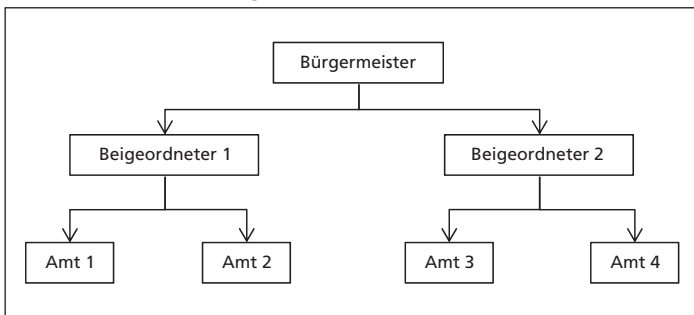 Bürgermeister
Beigeordneter 1
Beigeordneter 2
Amt 1
Amt 2
Amt 3
Amt 4